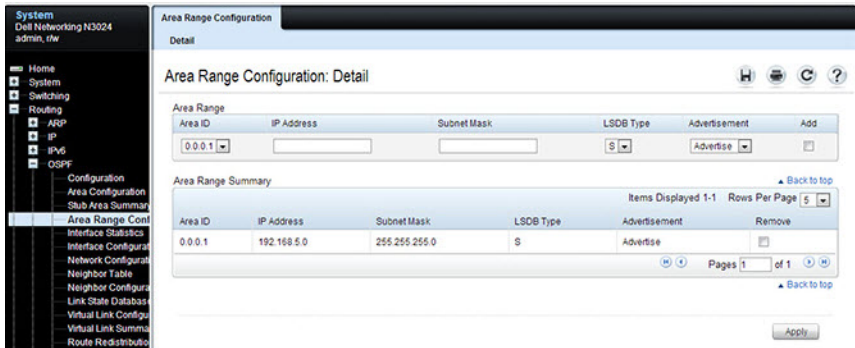 System
Dell Networking N3024
admin, r/w
Home
System
Switching
Routing
ARP
IP
IPv6
OSPF
Configuration
Area Configuration
Stub Area Summary
Area Range Conf
Interface Statistics
Interface Configurat
Network Configurati
Neighbor Table
Neighbor Configura
Link State Database
Virtual Link Configu
Virtual Link Summa
Route Redistributio
Area Range Configuration
Detail
Area Range Configuration: Detail
Area Range
Area ID IP Address Subnet Mask LSDB Type Advertisement Add
0.0.0.1 S Advertise
Area Range Summary
Back to top
Items Displayed 1-1 Rows Per Page 5
Area ID IP Address Subnet Mask LSDB Type Advertisement Remove
0.0.0.1 192.168.5.0 255.255.255.0 S Advertise
Pages 1 of 1
Back to top
Apply